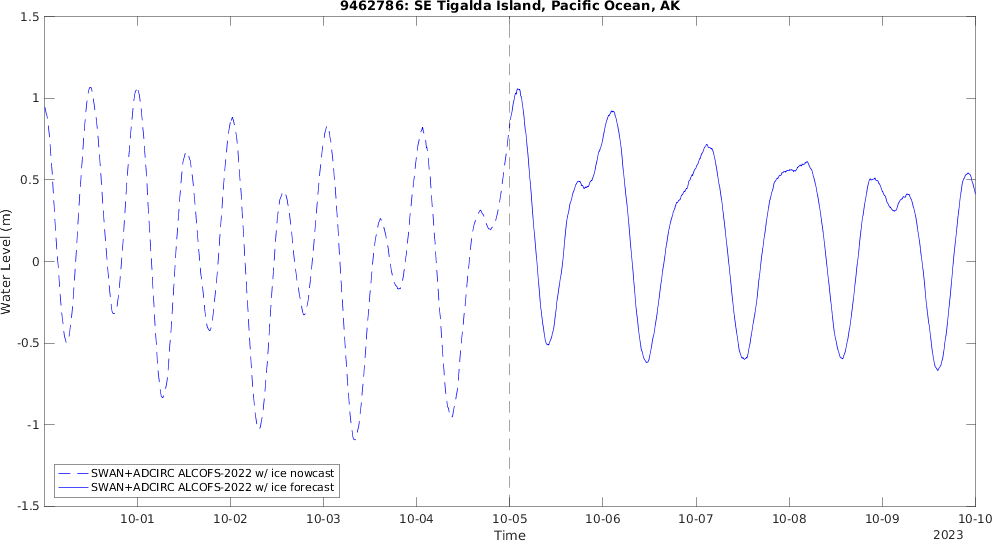 9462786: SE Tigalda Island, Pacific Ocean, AK
1.5
1
0.5
0
-0.5
-1
-1.5
Water Level (m)
SWAN+ADCIRC ALCOFS-2022 w/ ice nowcast
SWAN+ADCIRC ALCOFS-2022 w/ ice forecast
10-01 10-02 10-03 10-04 10-05 10-06 10-07 10-08 10-09 10-10
Time
2023